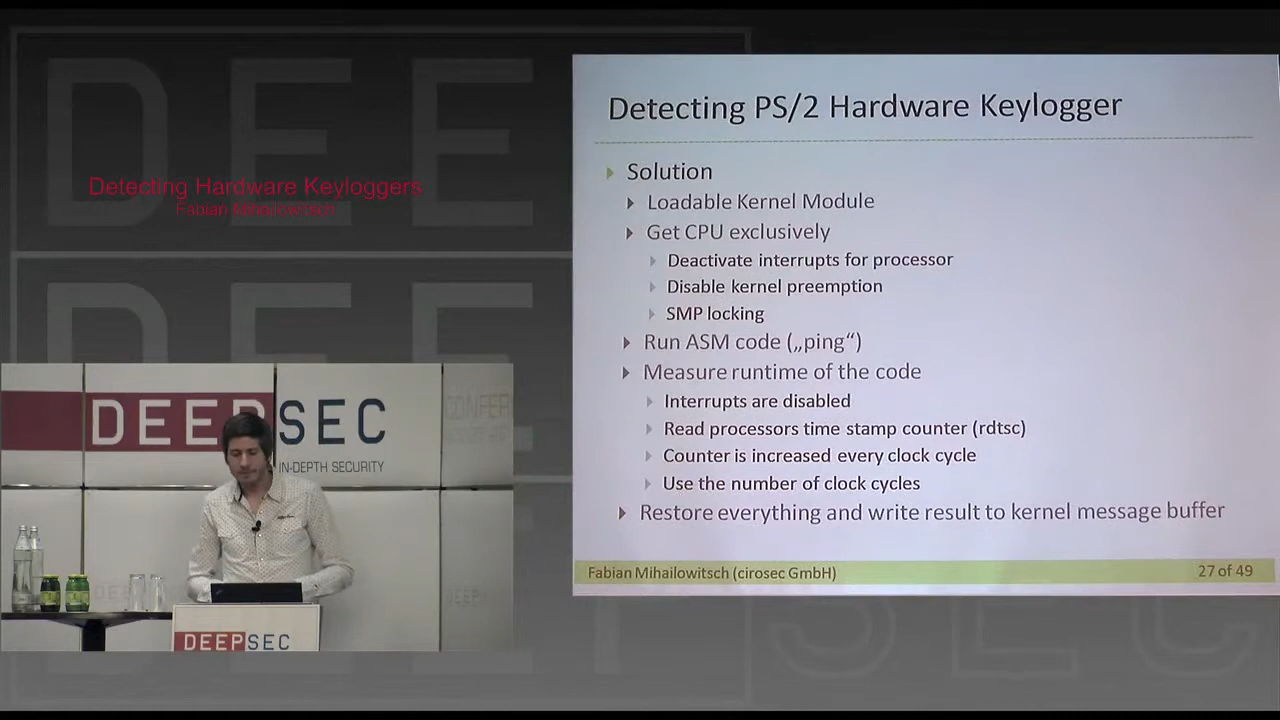 Detecting Hardware Keyloggers
Fabian Mihailowitsch
Detecting PS/2 Hardware Keylogger
Solution
Loadable Kernel Module
Get CPU exclusively
Deactivate interrupts for processor
Disable kernel preemption
SMP locking
Run ASM code („ping“)
Measure runtime of the code
Interrupts are disabled
Read processors time stamp counter (rdtsc)
Counter is increased every clock cycle
Use the number of clock cycles
Restore everything and write result to kernel message buffer
Fabian Mihailowitsch (cirosec GmbH)
27 of 49
DEEPSEC
IN-DEPTH SECURITY
DEEPSEC